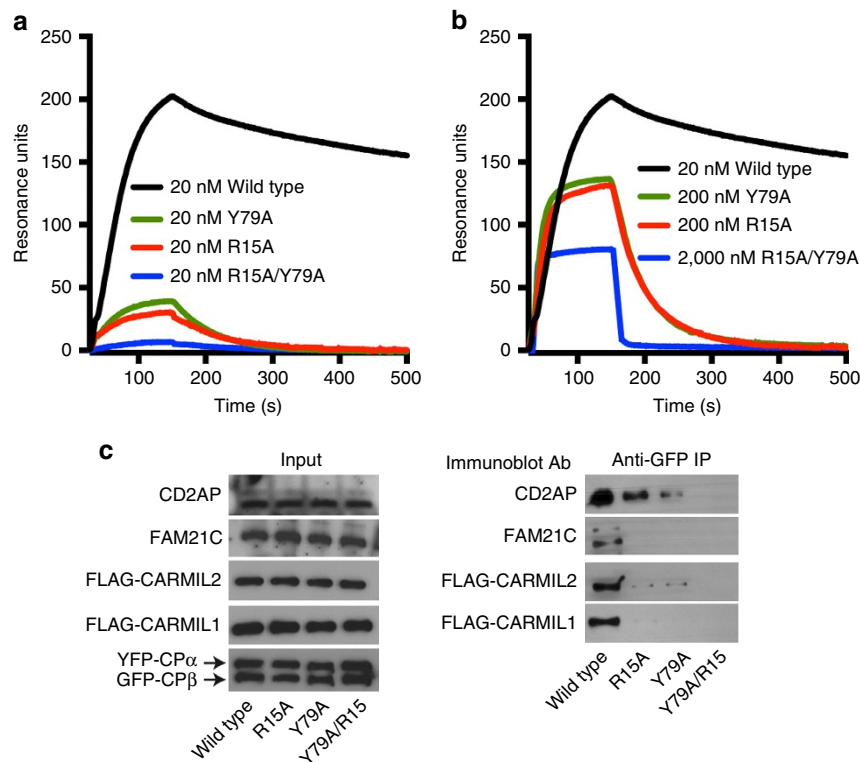 a
250
200
150
100
50
0
Resonance units
20 nM Wild type
20 nM Y79A
20 nM R15A
20 nM R15A/Y79A
100 200 300 400 500
Time (s)
b
250
200
150
100
50
0
Resonance units
20 nM Wild type
200 nM Y79A
200 nM R15A
2,000 nM R15A/Y79A
100 200 300 400 500
Time (s)
c
Input
CD2AP
FAM21C
FLAG-CARMIL2
FLAG-CARMIL1
YFP-CPα
GFP-CPβ
Wild type
R15A
Y79A
Y79A/R15
Immunoblot Ab
Anti-GFP IP
CD2AP
FAM21C
FLAG-CARMIL2
FLAG-CARMIL1
Wild type
R15A
Y79A
Y79A/R15